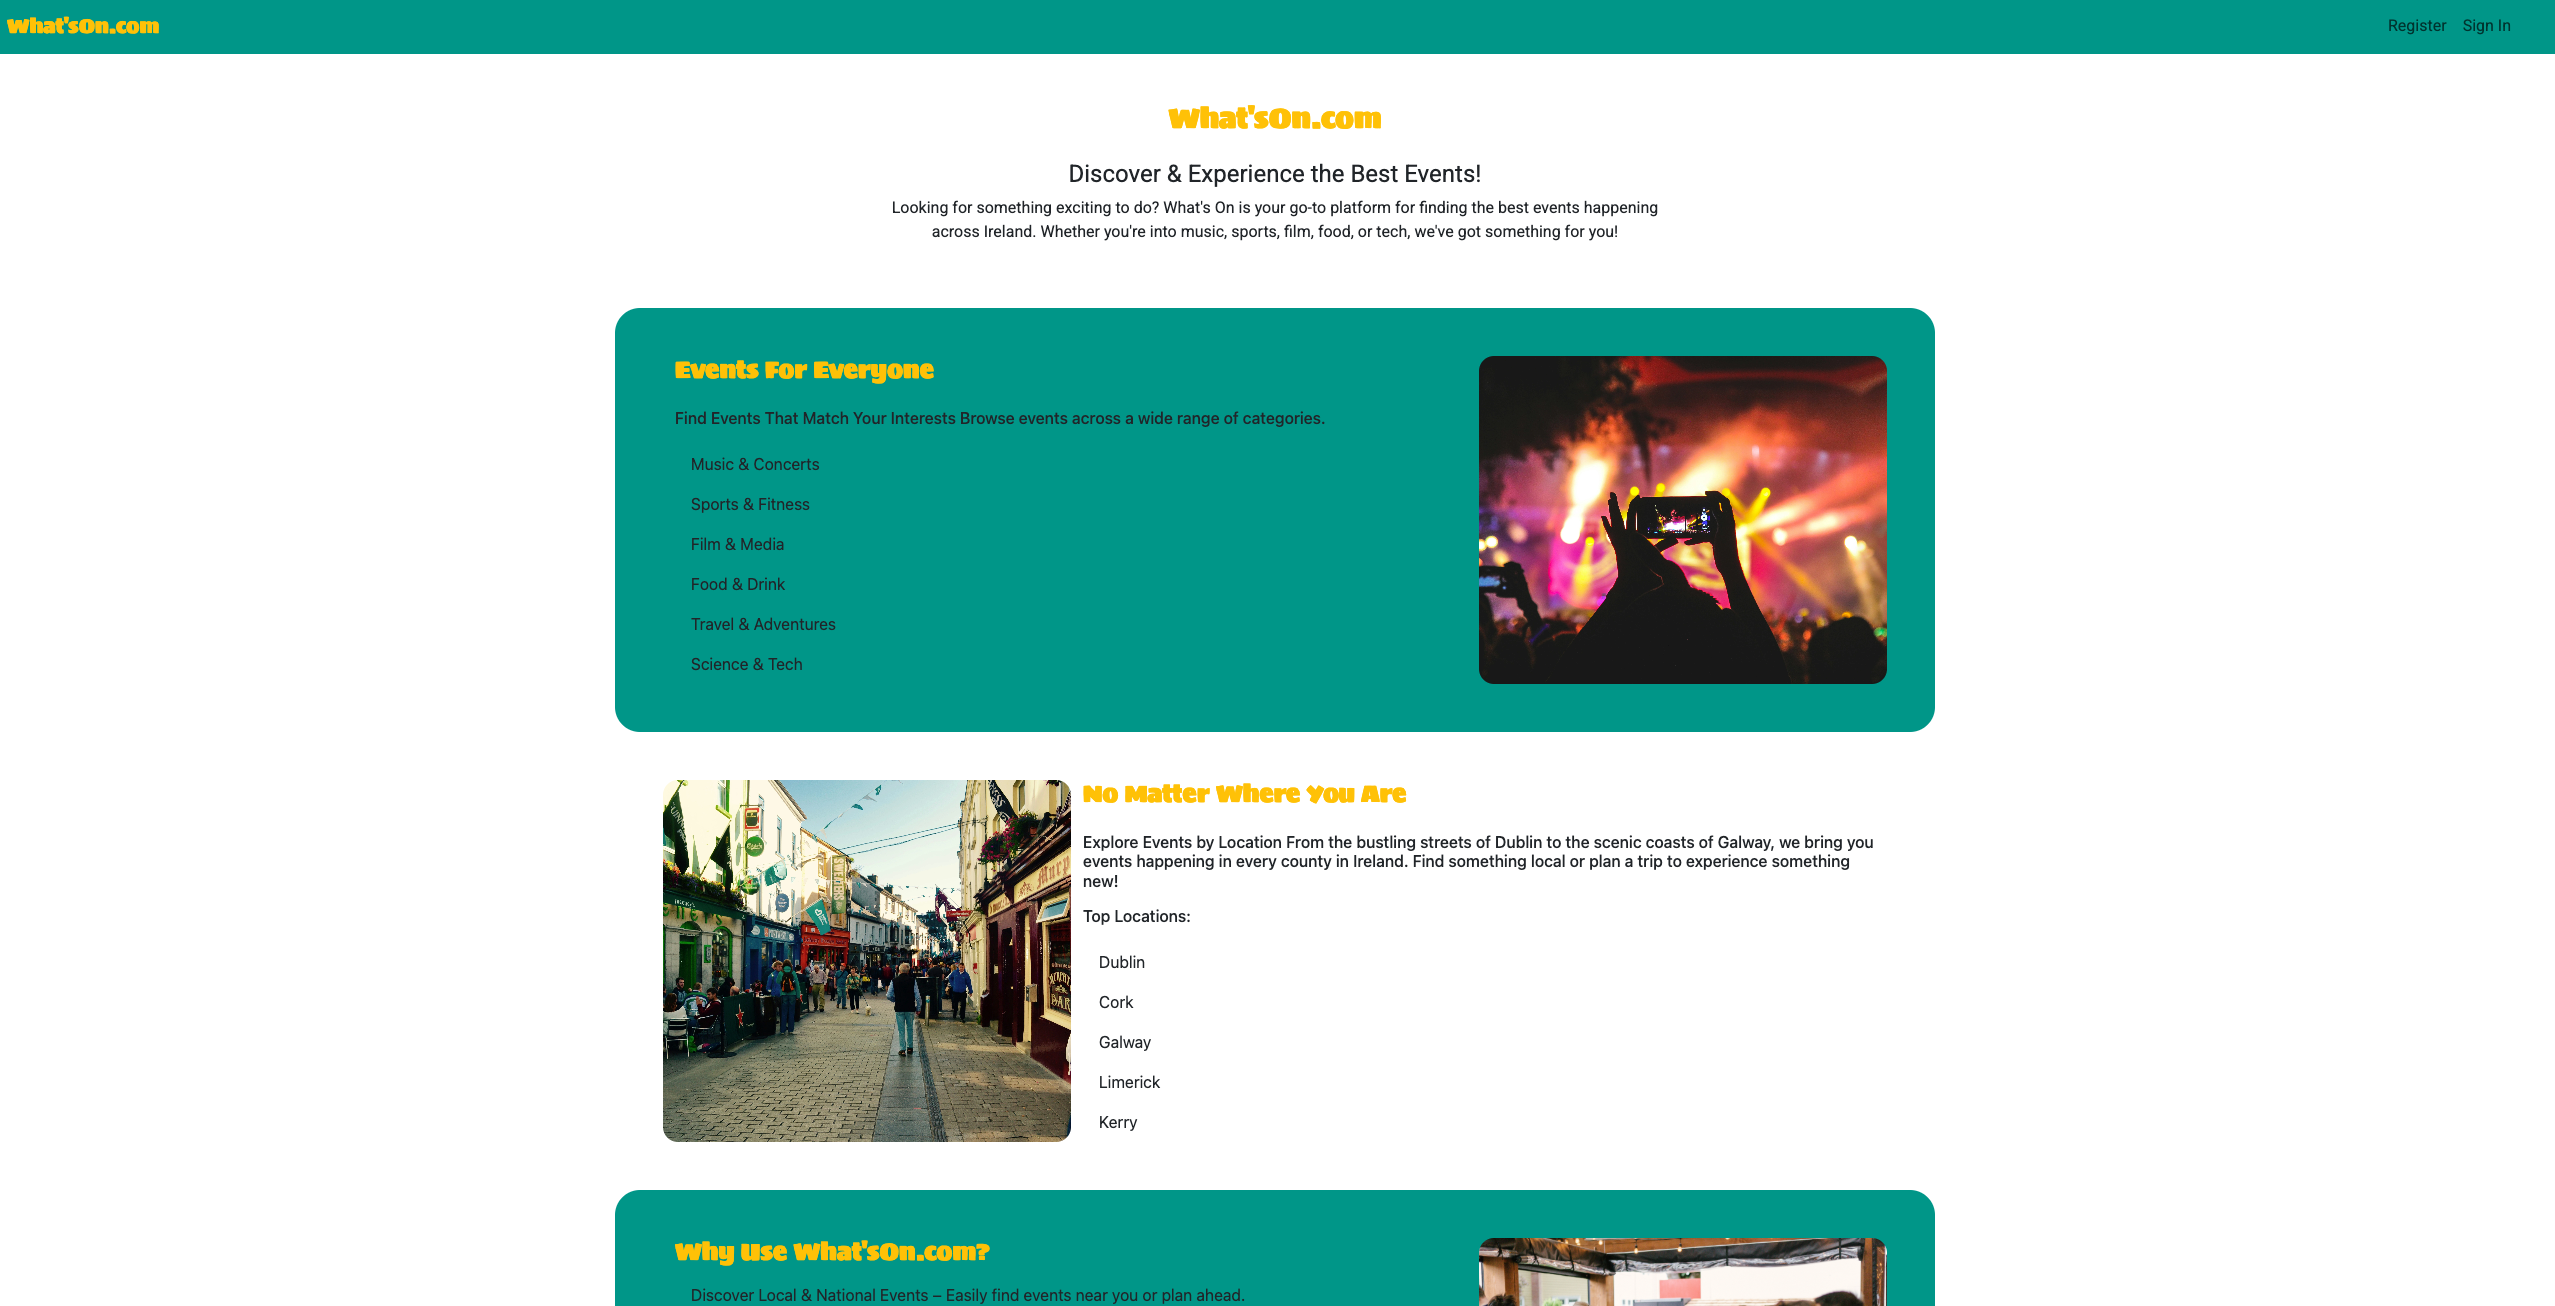 What'sOn.com
Register Sign In
What'sOn.com
Discover & Experience the Best Events!
Looking for something exciting to do? What's On is your go-to platform for finding the best events happening
across Ireland. Whether you're into music, sports, film, food, or tech, we've got something for you!
Events For Everyone
Find Events That Match Your Interests Browse events across a wide range of categories.
Music & Concerts
Sports & Fitness
Film & Media
Food & Drink
Travel & Adventures
Science & Tech
No Matter Where You Are
Explore Events by Location From the bustling streets of Dublin to the scenic coasts of Galway, we bring you
events happening in every county in Ireland. Find something local or plan a trip to experience something
new!
Top Locations:
Dublin
Cork
Galway
Limerick
Kerry
Why Use What'sOn.com?
Discover Local & National Events – Easily find events near you or plan ahead.